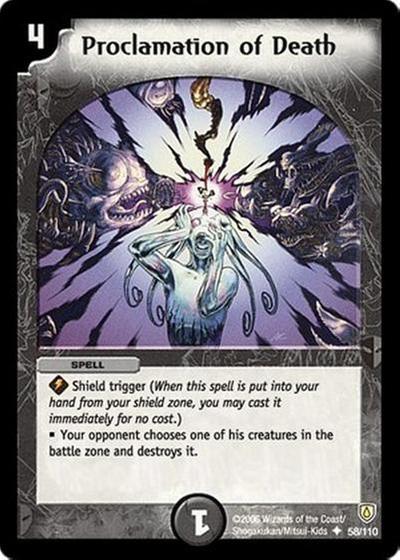 4
Proclamation of Death
SPELL
Shield trigger (When this spell is put into your
hand from your shield zone, you may cast it
immediately for no cost.)
▪ Your opponent chooses one of his creatures in the
battle zone and destroys it.
1
©2006 Wizards of the Coast/
Shogakukan/Mitsui-Kids ✦ 58/110